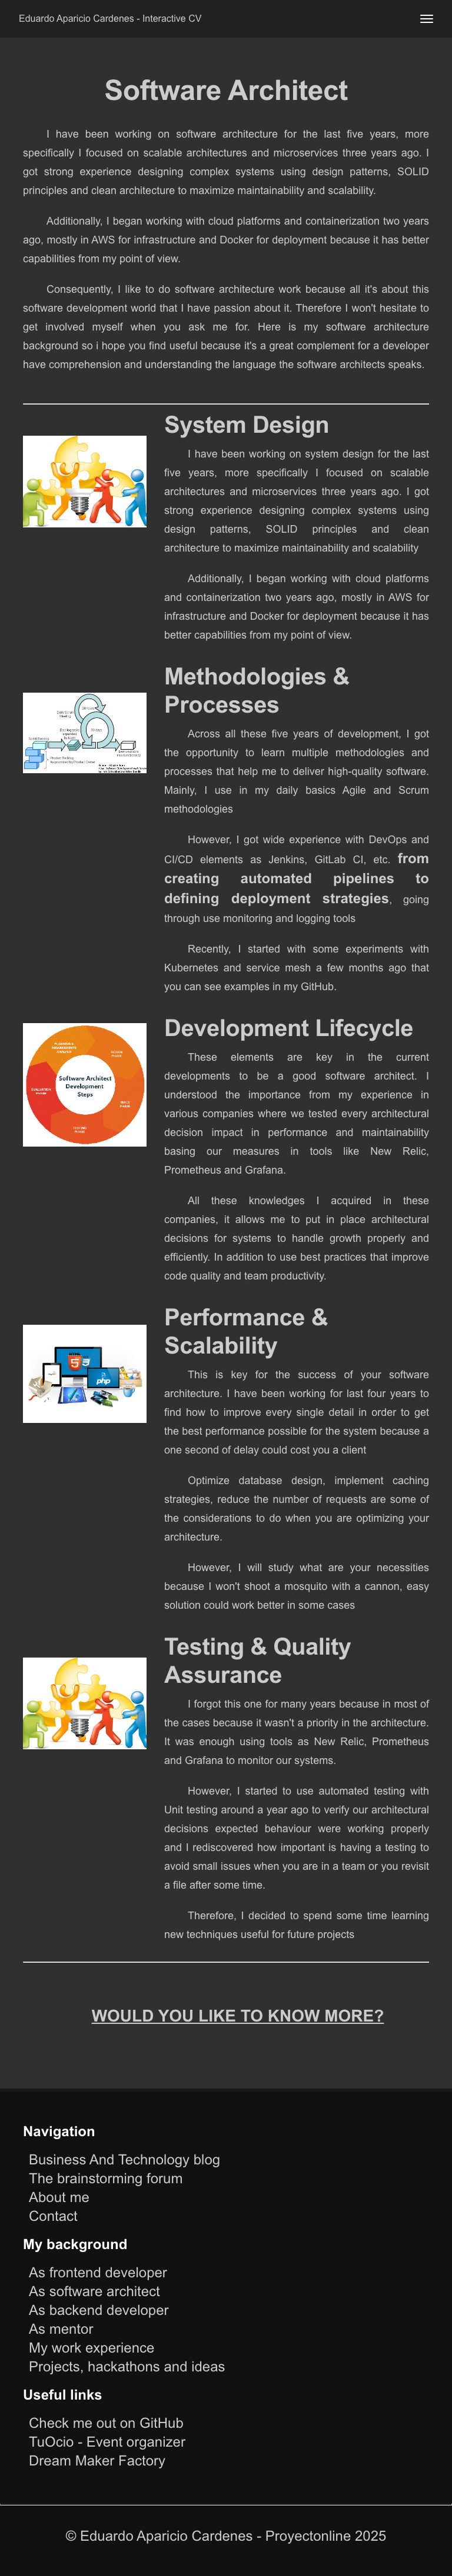 Eduardo Aparicio Cardenes - Interactive CV
Software Architect
I have been working on software architecture for the last five years, more
specifically I focused on scalable architectures and microservices three years ago. I
got strong experience designing complex systems using design patterns, SOLID
principles and clean architecture to maximize maintainability and scalability.
Additionally, I began working with cloud platforms and containerization two years
ago, mostly in AWS for infrastructure and Docker for deployment because it has better
capabilities from my point of view.
Consequently, I like to do software architecture work because all it's about this
software development world that I have passion about it. Therefore I won't hesitate to
get involved myself when you ask me for. Here is my software architecture
background so i hope you find useful because it's a great complement for a developer
have comprehension and understanding the language the software architects speaks.
System Design
I have been working on system design for the last
five years, more specifically I focused on scalable
architectures and microservices three years ago. I got
strong experience designing complex systems using
design patterns, SOLID principles and clean
architecture to maximize maintainability and scalability
Additionally, I began working with cloud platforms
and containerization two years ago, mostly in AWS for
infrastructure and Docker for deployment because it has
better capabilities from my point of view.
Methodologies &
Processes
Across all these five years of development, I got
the opportunity to learn multiple methodologies and
processes that help me to deliver high-quality software.
Mainly, I use in my daily basics Agile and Scrum
methodologies
However, I got wide experience with DevOps and
CI/CD elements as Jenkins, GitLab CI, etc. from
creating automated pipelines to
defining deployment strategies, going
through use monitoring and logging tools
Recently, I started with some experiments with
Kubernetes and service mesh a few months ago that
you can see examples in my GitHub.
Software Architect
Development
Steps
Development Lifecycle
These elements are key in the current
developments to be a good software architect. I
understood the importance from my experience in
various companies where we tested every architectural
decision impact in performance and maintainability
basing our measures in tools like New Relic,
Prometheus and Grafana.
All these knowledges I acquired in these
companies, it allows me to put in place architectural
decisions for systems to handle growth properly and
efficiently. In addition to use best practices that improve
code quality and team productivity.
Performance &
Scalability
This is key for the success of your software
architecture. I have been working for last four years to
find how to improve every single detail in order to get
the best performance possible for the system because a
one second of delay could cost you a client
Optimize database design, implement caching
strategies, reduce the number of requests are some of
the considerations to do when you are optimizing your
architecture.
However, I will study what are your necessities
because I won't shoot a mosquito with a cannon, easy
solution could work better in some cases
Testing & Quality
Assurance
I forgot this one for many years because in most of
the cases because it wasn't a priority in the architecture.
It was enough using tools as New Relic, Prometheus
and Grafana to monitor our systems.
However, I started to use automated testing with
Unit testing around a year ago to verify our architectural
decisions expected behaviour were working properly
and I rediscovered how important is having a testing to
avoid small issues when you are in a team or you revisit
a file after some time.
Therefore, I decided to spend some time learning
new techniques useful for future projects
WOULD YOU LIKE TO KNOW MORE?
Navigation
Business And Technology blog
The brainstorming forum
About me
Contact
My background
As frontend developer
As software architect
As backend developer
As mentor
My work experience
Projects, hackathons and ideas
Useful links
Check me out on GitHub
TuOcio - Event organizer
Dream Maker Factory
© Eduardo Aparicio Cardenes - Proyectonline 2025